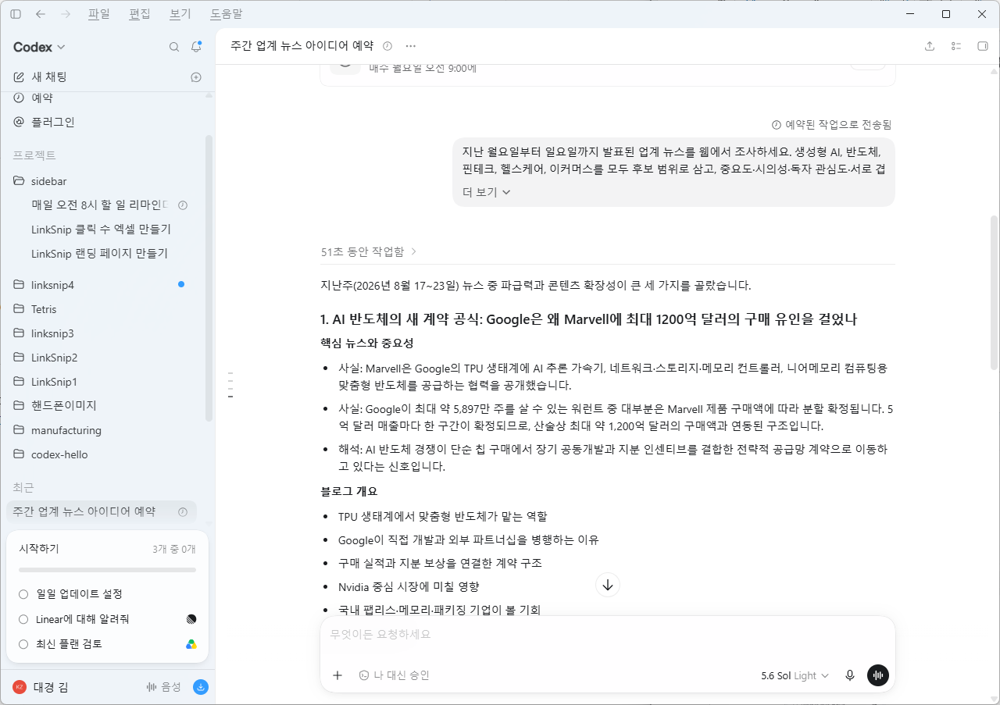 파일 편집 보기 도움말
Codex
새 채팅
예약
플러그인
프로젝트
sidebar
매일 오전 8시 할 일 리마인
LinkSnip 클릭 수 엑셀 만들기
LinkSnip 랜딩 페이지 만들기
linksnip4
Tetris
linksnip3
LinkSnip2
LinkSnip1
핸드폰이미지
manufacturing
codex-hello
최근
주간 업계 뉴스 아이디어 예약
시작하기 3개 중 0개
일일 업데이트 설정
Linear에 대해 알려줘
최신 플랜 검토
KZ 대경 김 음성
주간 업계 뉴스 아이디어 예약
매주 월요일 오전 9:00에
예약된 작업으로 전송됨
지난 월요일부터 일요일까지 발표된 업계 뉴스를 웹에서 조사하세요. 생성형 AI, 반도체,
핀테크, 헬스케어, 이커머스를 모두 후보 범위로 삼고, 중요도·시의성·독자 관심도·서로 겹
더 보기
51초 동안 작업함
지난주(2026년 8월 17~23일) 뉴스 중 파급력과 콘텐츠 확장성이 큰 세 가지를 골랐습니다.
1. AI 반도체의 새 계약 공식: Google은 왜 Marvell에 최대 1200억 달러의 구매 유인을 걸었나
핵심 뉴스와 중요성
사실: Marvell은 Google의 TPU 생태계에 AI 추론 가속기, 네트워크·스토리지·메모리 컨트롤러, 니어메모리 컴퓨팅용
맞춤형 반도체를 공급하는 협력을 공개했습니다.
사실: Google이 최대 약 5,897만 주를 살 수 있는 워런트 중 대부분은 Marvell 제품 구매액에 따라 분할 확정됩니다. 5
억 달러 매출마다 한 구간이 확정되므로, 산술상 최대 약 1,200억 달러의 구매액과 연동된 구조입니다.
해석: AI 반도체 경쟁이 단순 칩 구매에서 장기 공동개발과 지분 인센티브를 결합한 전략적 공급망 계약으로 이동하
고 있다는 신호입니다.
블로그 개요
TPU 생태계에서 맞춤형 반도체가 맡는 역할
Google이 직접 개발과 외부 파트너십을 병행하는 이유
구매 실적과 지분 보상을 연결한 계약 구조
Nvidia 중심 시장에 미칠 영향
국내 팹리스·메모리·패키징 기업이 볼 기회
무엇이든 요청하세요
나 대신 승인 5.6 Sol Light